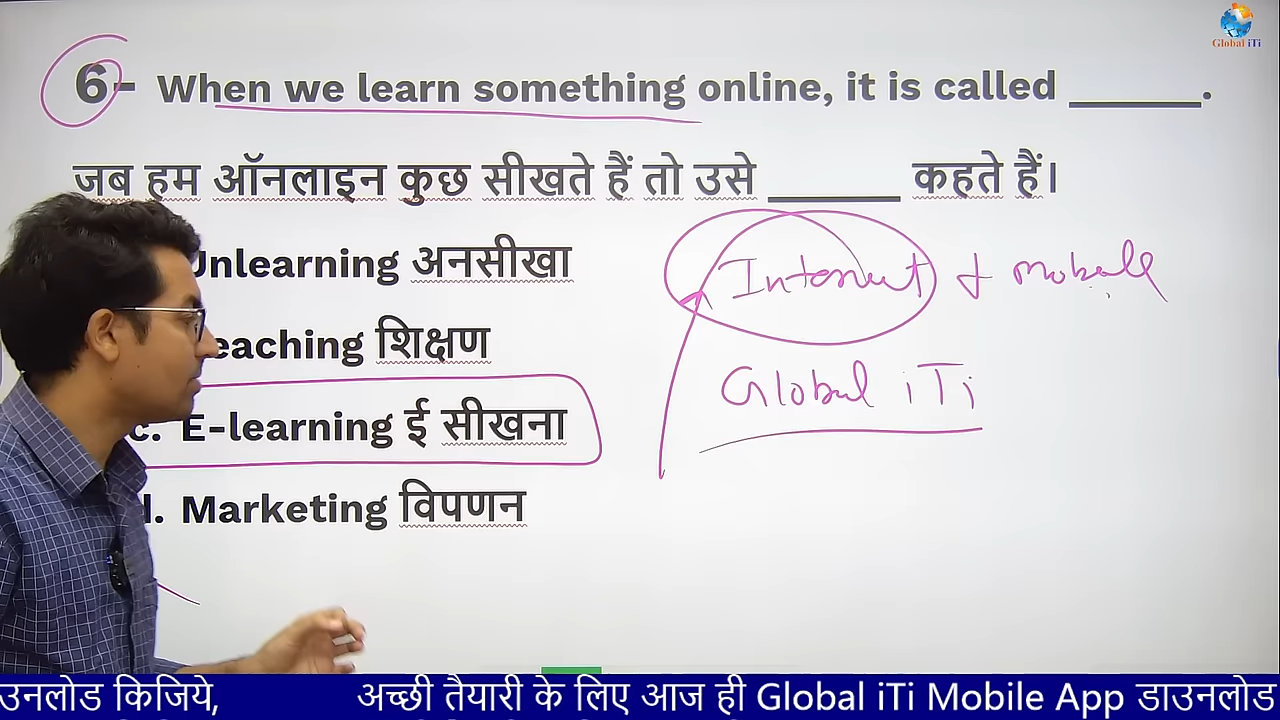 Global iTi
6- When we learn something online, it is called ______.
जब हम ऑनलाइन कुछ सीखते हैं तो उसे ______ कहते हैं।
Unlearning अनसीखा
Internet & mobile
eaching शिक्षण
Global iTi
c. E-learning ई सीखना
d. Marketing विपणन
उनलोड किजिये, अच्छी तैयारी के लिए आज ही Global iTi Mobile App डाउनलोड